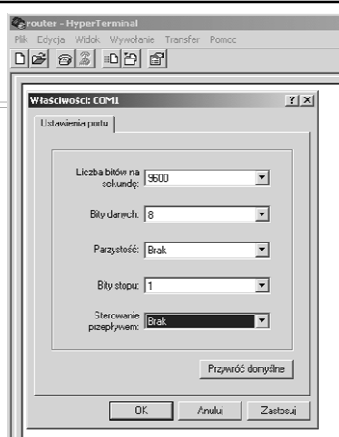 router - HyperTerminal
Plik Edycja Widok Wywołanie Transfer Pomoc
Właściwości: COM1
Ustawienia portu
Liczba bitów na
sekundę: 9600
Bity danych: 8
Parzystość: Brak
Bity stopu: 1
Sterowanie
przepływem: Brak
Przywróć domyślne
OK Anuluj Zastosuj